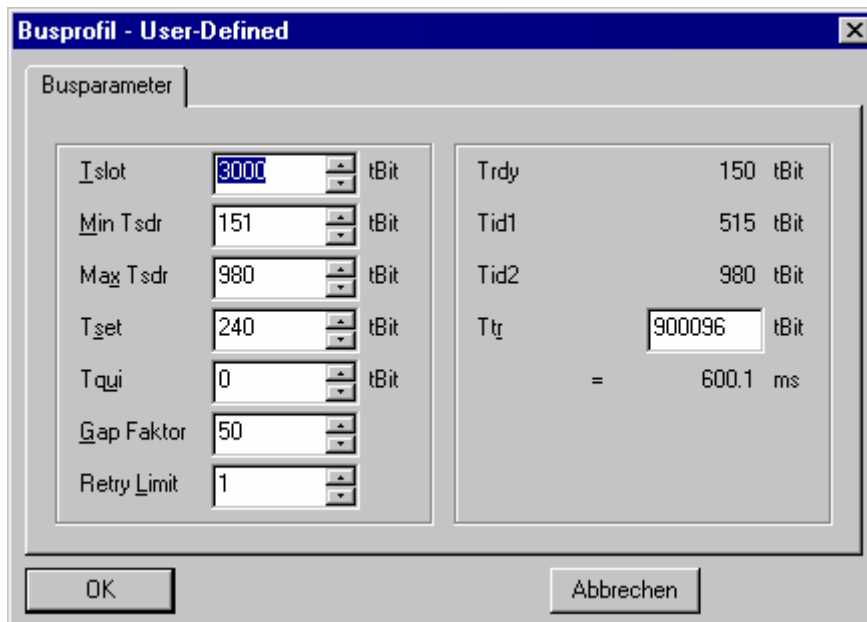 Busprofil - User-Defined
Busparameter
Tslot 3000 tBit
Min Tsdr 151 tBit
Max Tsdr 980 tBit
Tset 240 tBit
Tqui 0 tBit
Gap Faktor 50
Retry Limit 1
Trdy 150 tBit
Tid1 515 tBit
Tid2 980 tBit
Ttr 900096 tBit
= 600.1 ms
OK
Abbrechen